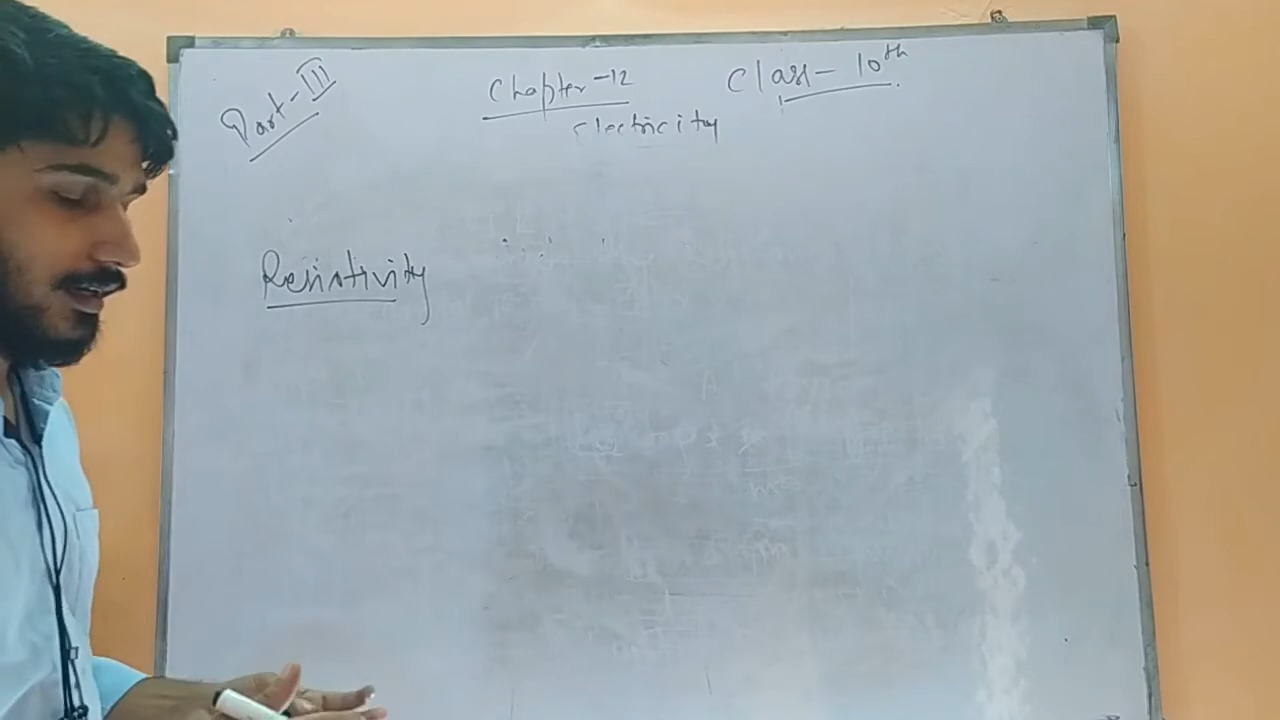 Part-III
Chapter-12
Class-10th
Electricity
Resistivity